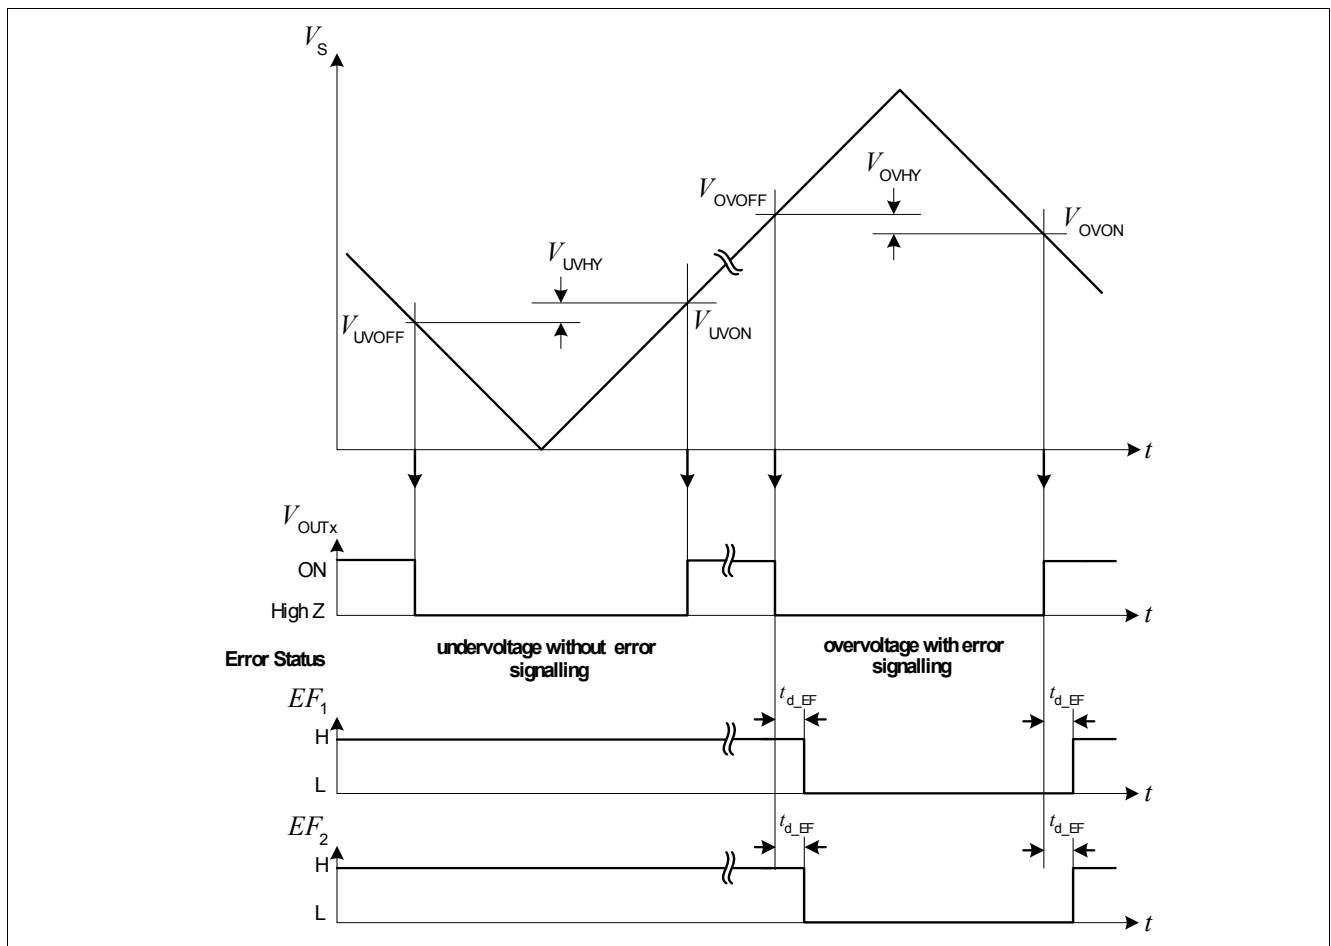 VS
VOVHY
VOVOFF
VOVON
VUVHY
VUVOFF
VUVON
t
VOUTx
ON
High Z
t
undervoltage without error
signalling
overvoltage with error
signalling
Error Status
EF1
td_EF
td_EF
H
L
t
EF2
td_EF
td_EF
H
L
t